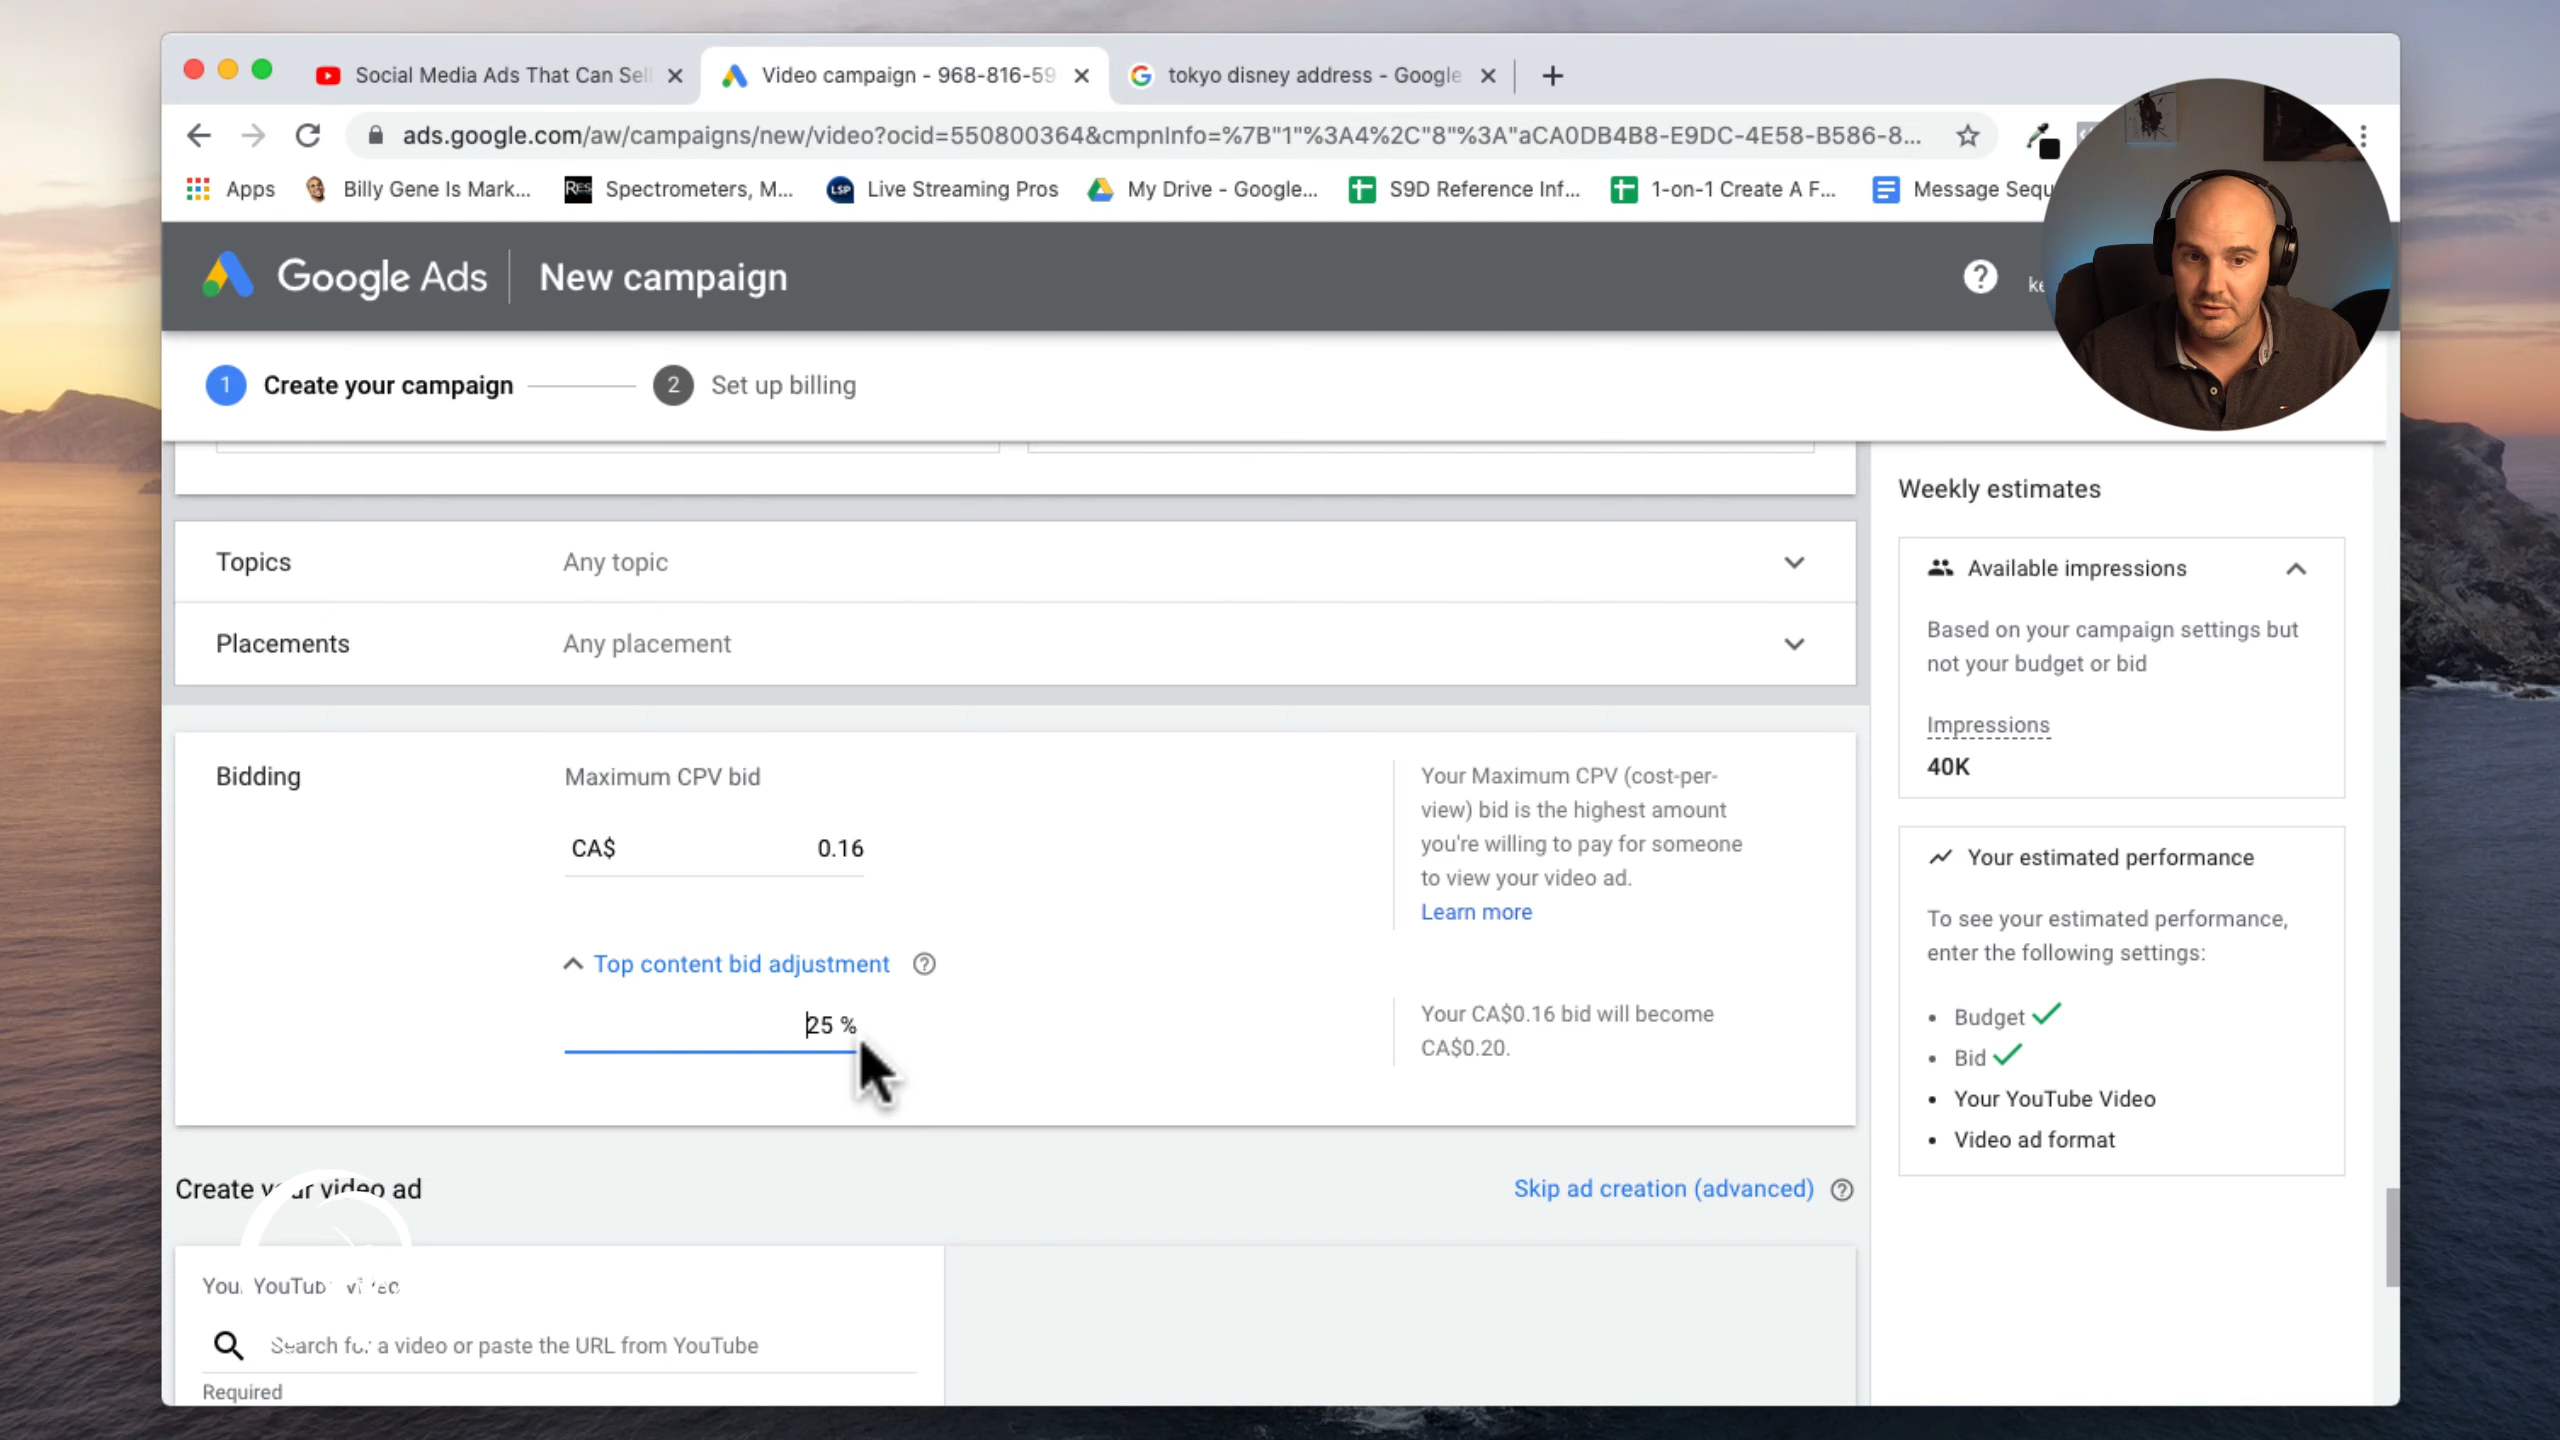 Social Media Ads That Can Sell
Video campaign - 968-816-59
tokyo disney address - Google
ads.google.com/aw/campaigns/new/video?ocid=550800364&cmpnInfo=%7B"1"%3A4%2C"8"%3A"aCA0DB4B8-E9DC-4E58-B586-8...
Apps
Billy Gene Is Mark...
RES
Spectrometers, M...
LSP
Live Streaming Pros
My Drive - Google...
S9D Reference Inf...
1-on-1 Create A F...
Message Sequ
Google Ads
New campaign
1 Create your campaign
2 Set up billing
Topics
Any topic
Placements
Any placement
Bidding
Maximum CPV bid
CA$ 0.16
Your Maximum CPV (cost-per-
view) bid is the highest amount
you're willing to pay for someone
to view your video ad.
Learn more
Top content bid adjustment
25 %
Your CA$0.16 bid will become
CA$0.20.
Create your video ad
Skip ad creation (advanced)
Your YouTube video
Search for a video or paste the URL from YouTube
Required
Weekly estimates
Available impressions
Based on your campaign settings but
not your budget or bid
Impressions
40K
Your estimated performance
To see your estimated performance,
enter the following settings:
• Budget
• Bid
• Your YouTube Video
• Video ad format